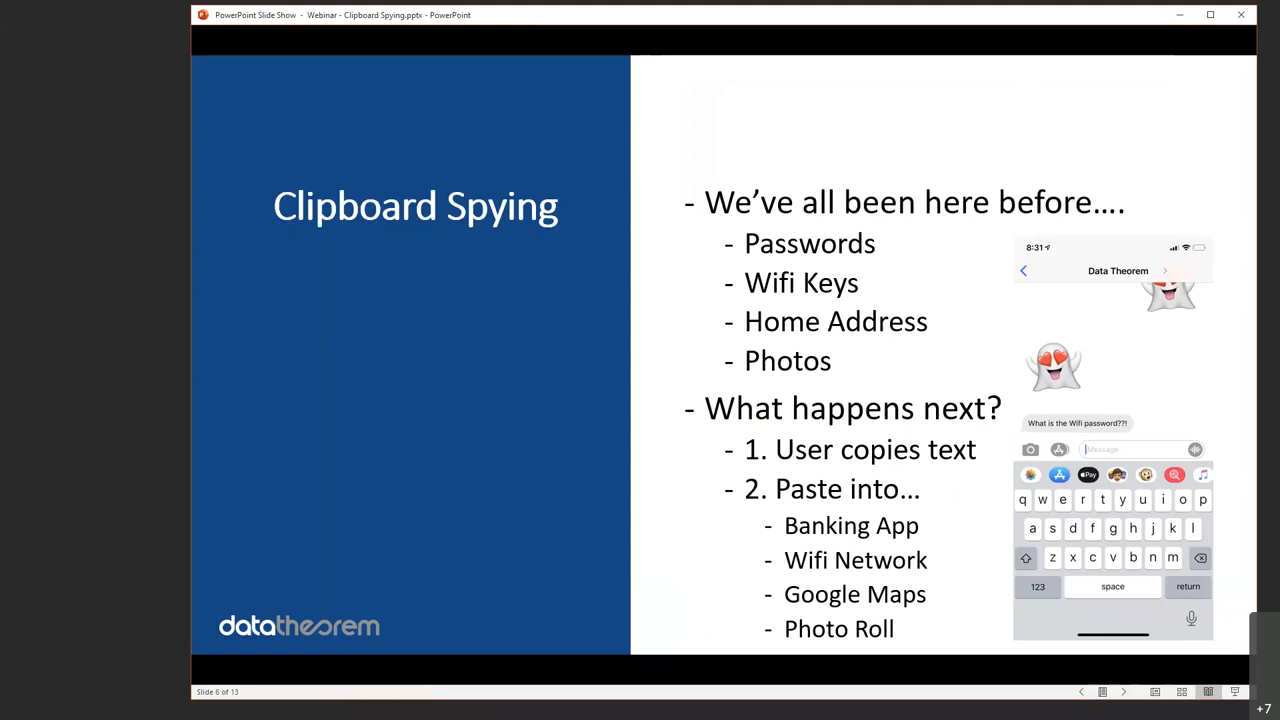 PowerPoint Slide Show - Webinar - Clipboard Spying.pptx - PowerPoint
Clipboard Spying
- We’ve all been here before….
- Passwords
- Wifi Keys
- Home Address
- Photos
- What happens next?
- 1. User copies text
- 2. Paste into…
- Banking App
- Wifi Network
- Google Maps
- Photo Roll
datatheorem
8:31
Data Theorem
What is the Wifi password??!
Message
Pay
q w e r t y u i o p
a s d f g h j k l
z x c v b n m
123 space return
Slide 6 of 13
+7